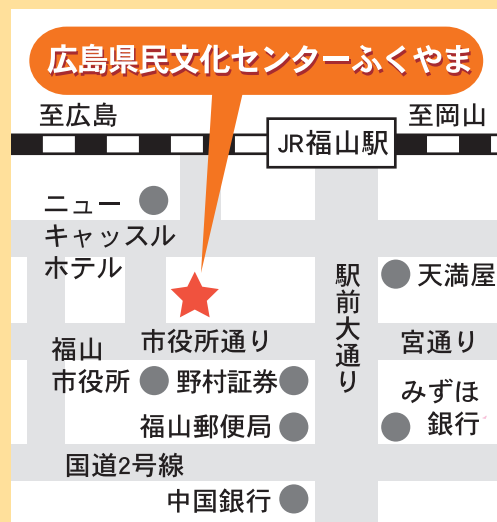 広島県民文化センターふくやま
至広島
至岡山
JR福山駅
ニュー
キャッスル
ホテル
駅前大通り
天満屋
市役所通り
宮通り
福山
市役所
野村証券
みずほ
銀行
福山郵便局
国道2号線
中国銀行